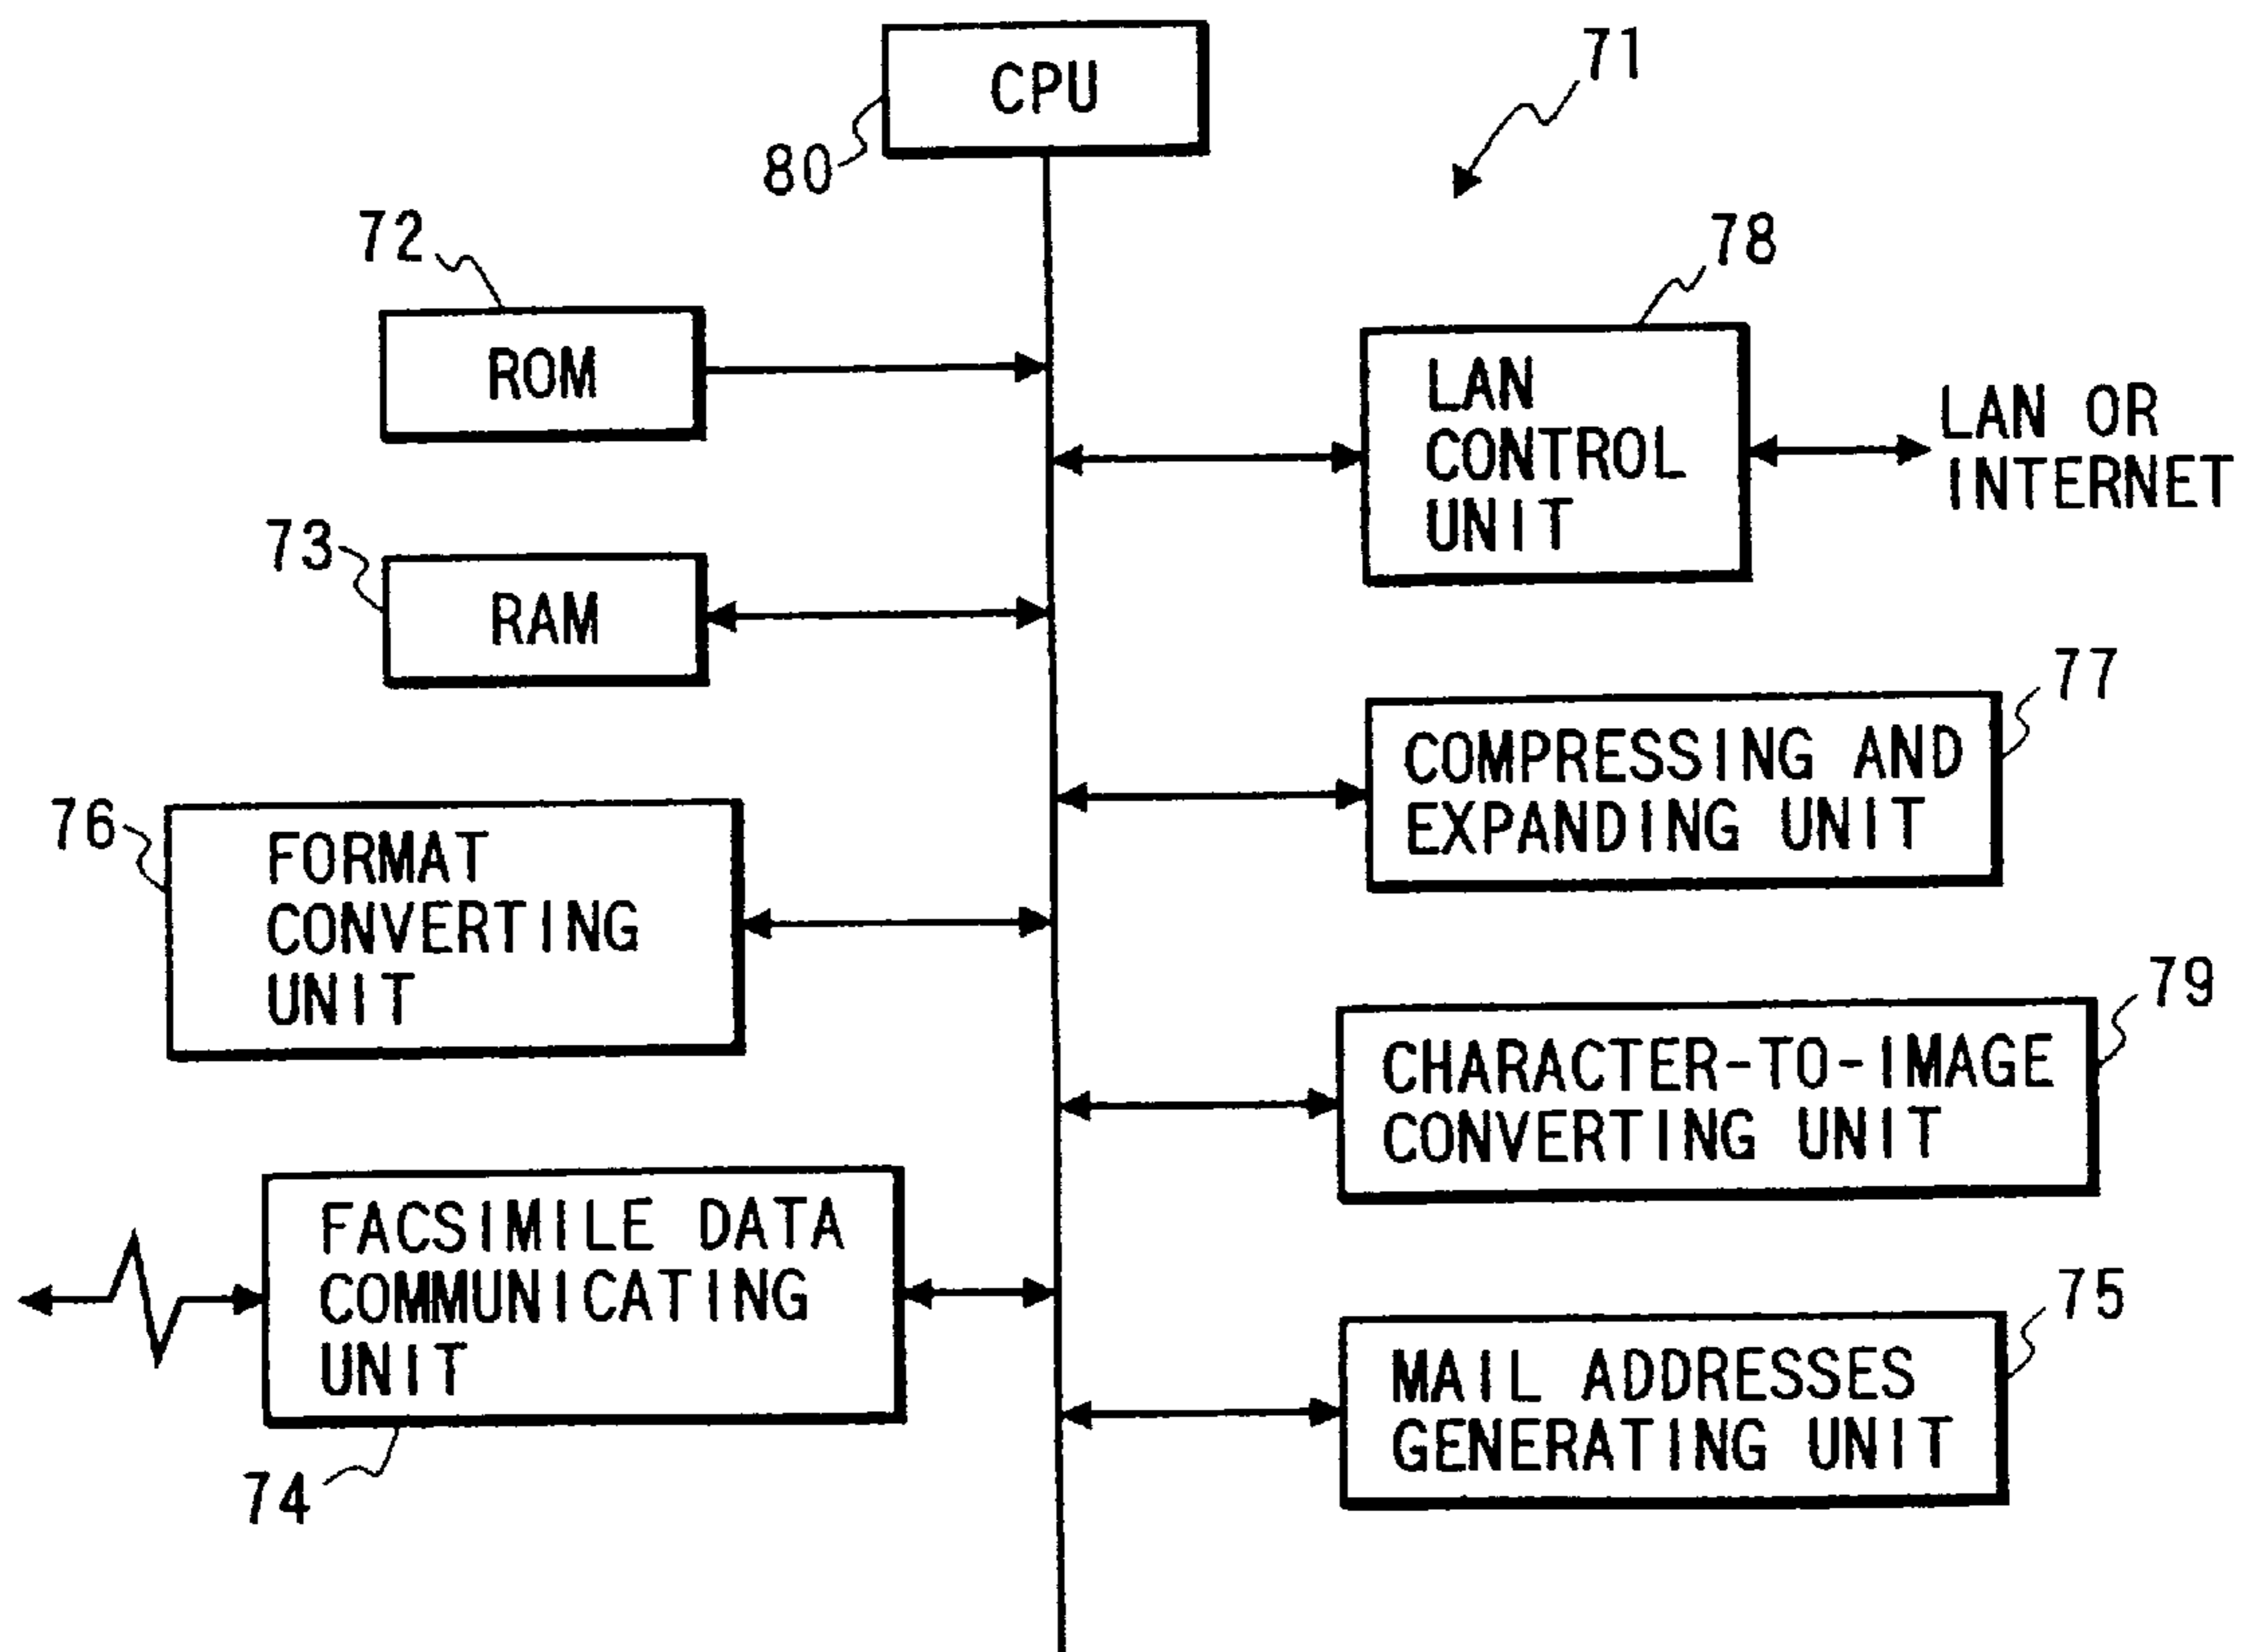 CPU
71
80
72
78
ROM
LAN
CONTROL
UNIT
LAN OR
INTERNET
73
RAM
77
COMPRESSING AND
EXPANDING UNIT
76
FORMAT
CONVERTING
UNIT
79
CHARACTER-TO-IMAGE
CONVERTING UNIT
FACSIMILE DATA
COMMUNICATING
UNIT
75
MAIL ADDRESSES
GENERATING UNIT
74